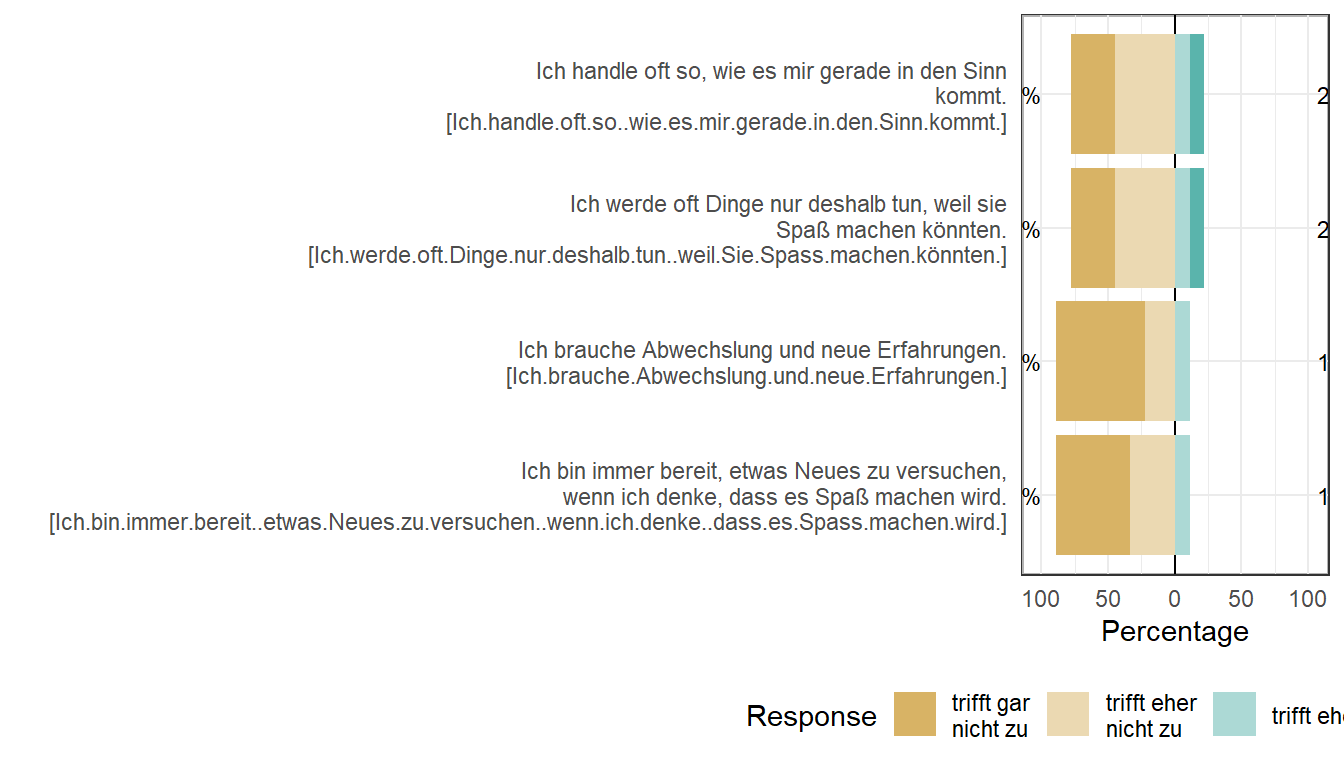 Ich handle oft so, wie es mir gerade in den Sinn
kommt.
[Ich.handle.oft.so..wie.es.mir.gerade.in.den.Sinn.kommt.]
%
2
Ich werde oft Dinge nur deshalb tun, weil sie
Spaß machen könnten.
[Ich.werde.oft.Dinge.nur.deshalb.tun..weil.Sie.Spass.machen.könnten.]
%
2
Ich brauche Abwechslung und neue Erfahrungen.
[Ich.brauche.Abwechslung.und.neue.Erfahrungen.]
%
1
Ich bin immer bereit, etwas Neues zu versuchen,
wenn ich denke, dass es Spaß machen wird.
[Ich.bin.immer.bereit..etwas.Neues.zu.versuchen..wenn.ich.denke..dass.es.Spass.machen.wird.]
%
1
100 50 0 50 100
Percentage
Response
trifft gar
nicht zu
trifft eher
nicht zu
trifft